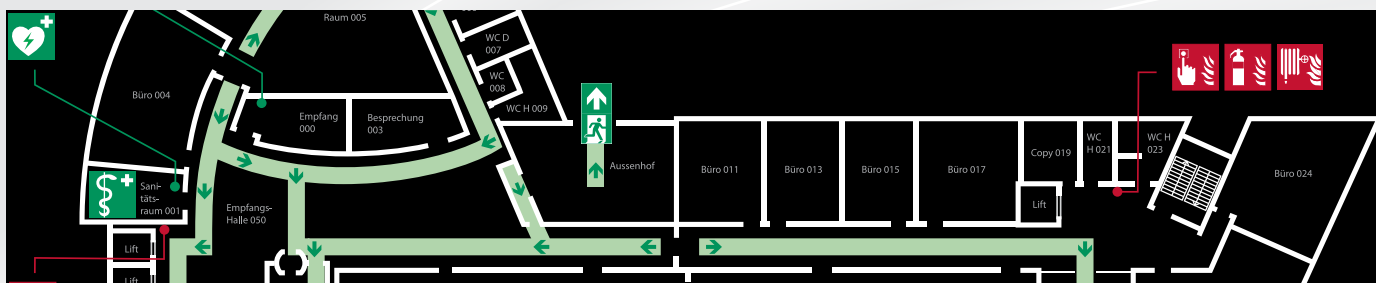 Raum 005
WC D
007
WC
008
WC H 009
Büro 004
Empfang
000
Besprechung
003
Sani-
täts-
raum 001
Empfangs-
Halle 050
Lift
Lift
Aussenhof
Büro 011
Büro 013
Büro 015
Büro 017
Copy 019
WC
H 021
WC H
023
Lift
Büro 024